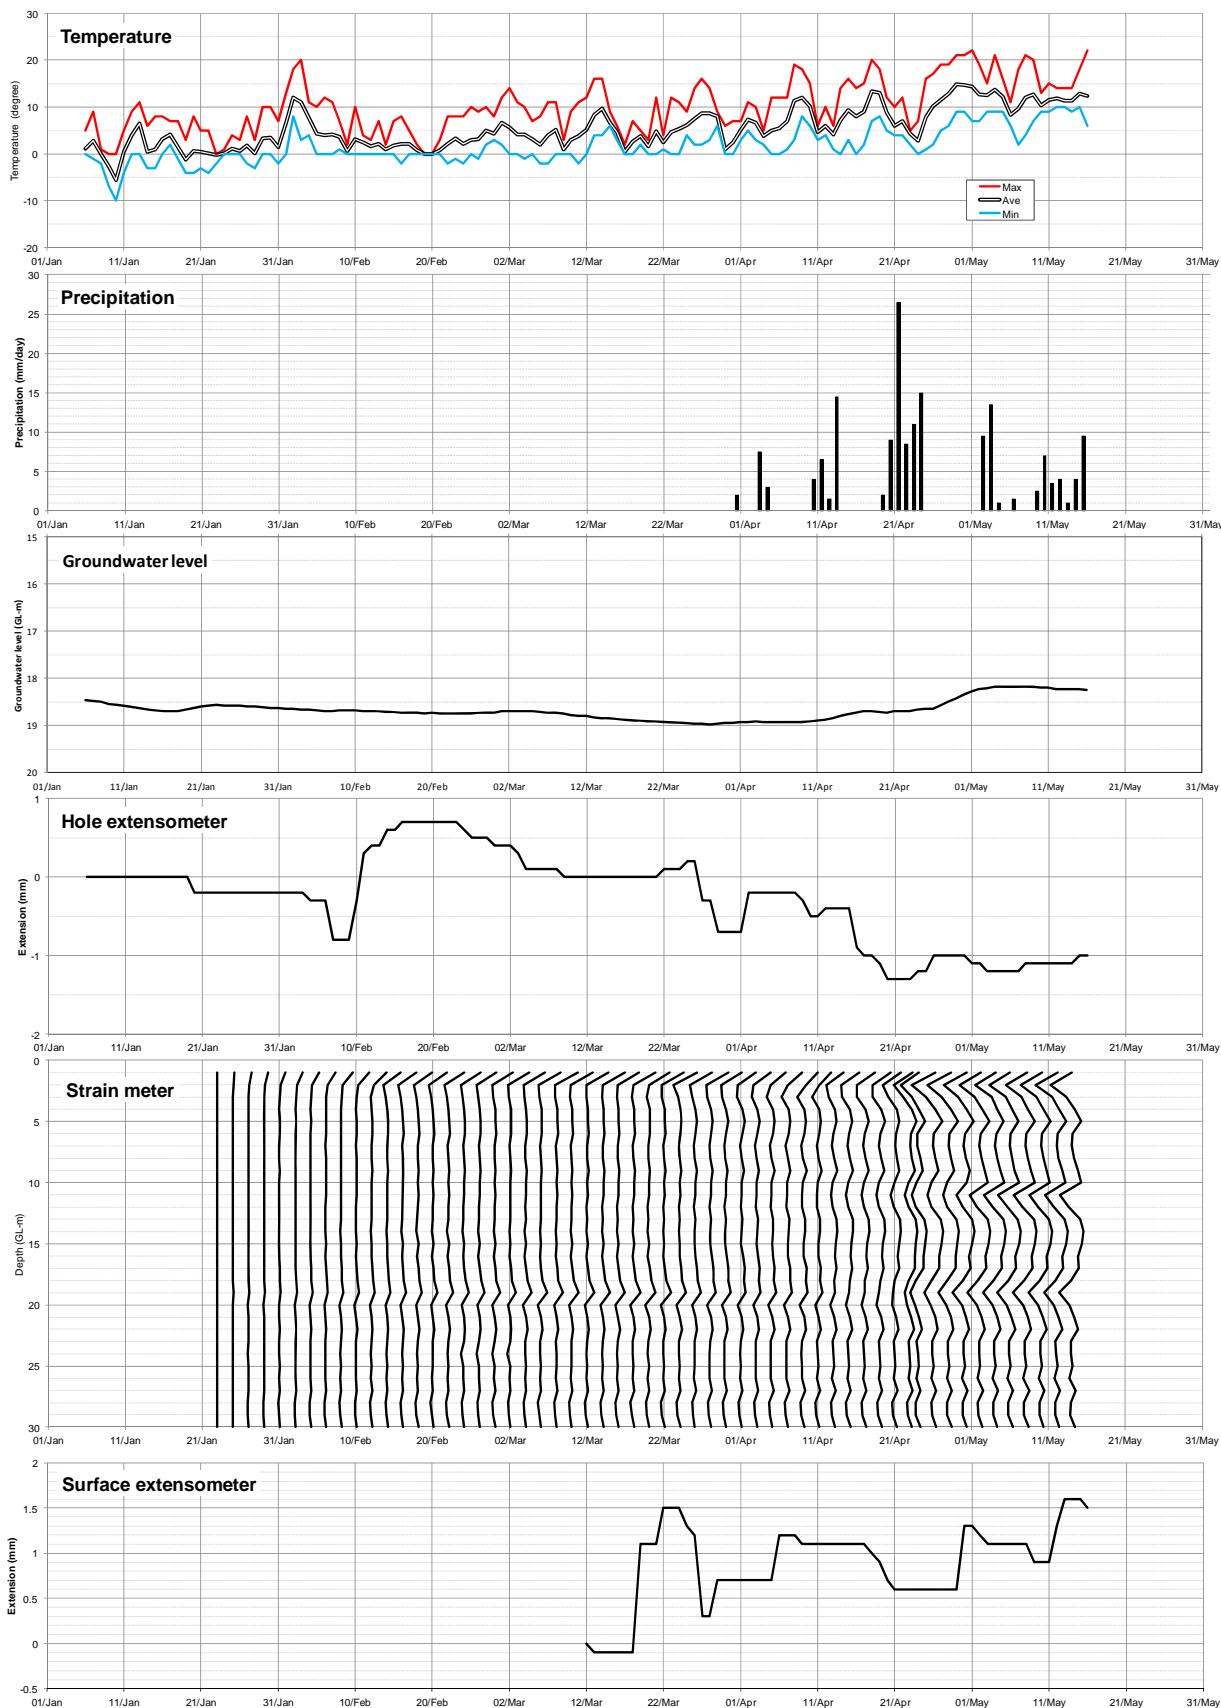 Temperature
Temperature (degree)
30
20
10
0
-10
-20
Max
Ave
Min
01/Jan 11/Jan 21/Jan 31/Jan 10/Feb 20/Feb 02/Mar 12/Mar 22/Mar 01/Apr 11/Apr 21/Apr 01/May 11/May 21/May 31/May
Precipitation
Precipitation (mm/day)
30
25
20
15
10
5
0
01/Jan 11/Jan 21/Jan 31/Jan 10/Feb 20/Feb 02/Mar 12/Mar 22/Mar 01/Apr 11/Apr 21/Apr 01/May 11/May 21/May 31/May
Groundwater level
Groundwater level (GL-m)
15
16
17
18
19
20
01/Jan 11/Jan 21/Jan 31/Jan 10/Feb 20/Feb 02/Mar 12/Mar 22/Mar 01/Apr 11/Apr 21/Apr 01/May 11/May 21/May 31/May
Hole extensometer
Extension (mm)
1
0
-1
-2
01/Jan 11/Jan 21/Jan 31/Jan 10/Feb 20/Feb 02/Mar 12/Mar 22/Mar 01/Apr 11/Apr 21/Apr 01/May 11/May 21/May 31/May
Strain meter
Depth (GL-m)
0
5
10
15
20
25
30
01/Jan 11/Jan 21/Jan 31/Jan 10/Feb 20/Feb 02/Mar 12/Mar 22/Mar 01/Apr 11/Apr 21/Apr 01/May 11/May 21/May 31/May
Surface extensometer
Extension (mm)
2
1.5
1
0.5
0
-0.5
01/Jan 11/Jan 21/Jan 31/Jan 10/Feb 20/Feb 02/Mar 12/Mar 22/Mar 01/Apr 11/Apr 21/Apr 01/May 11/May 21/May 31/May